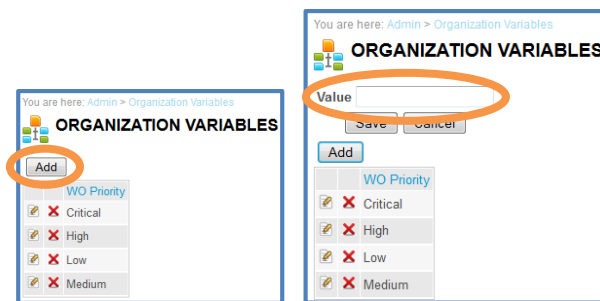 You are here: Admin > Organization Variables
ORGANIZATION VARIABLES
Add
WO Priority
Critical
High
Low
Medium
You are here: Admin > Organization Variables
ORGANIZATION VARIABLES
Value
Save Cancel
Add
WO Priority
Critical
High
Low
Medium